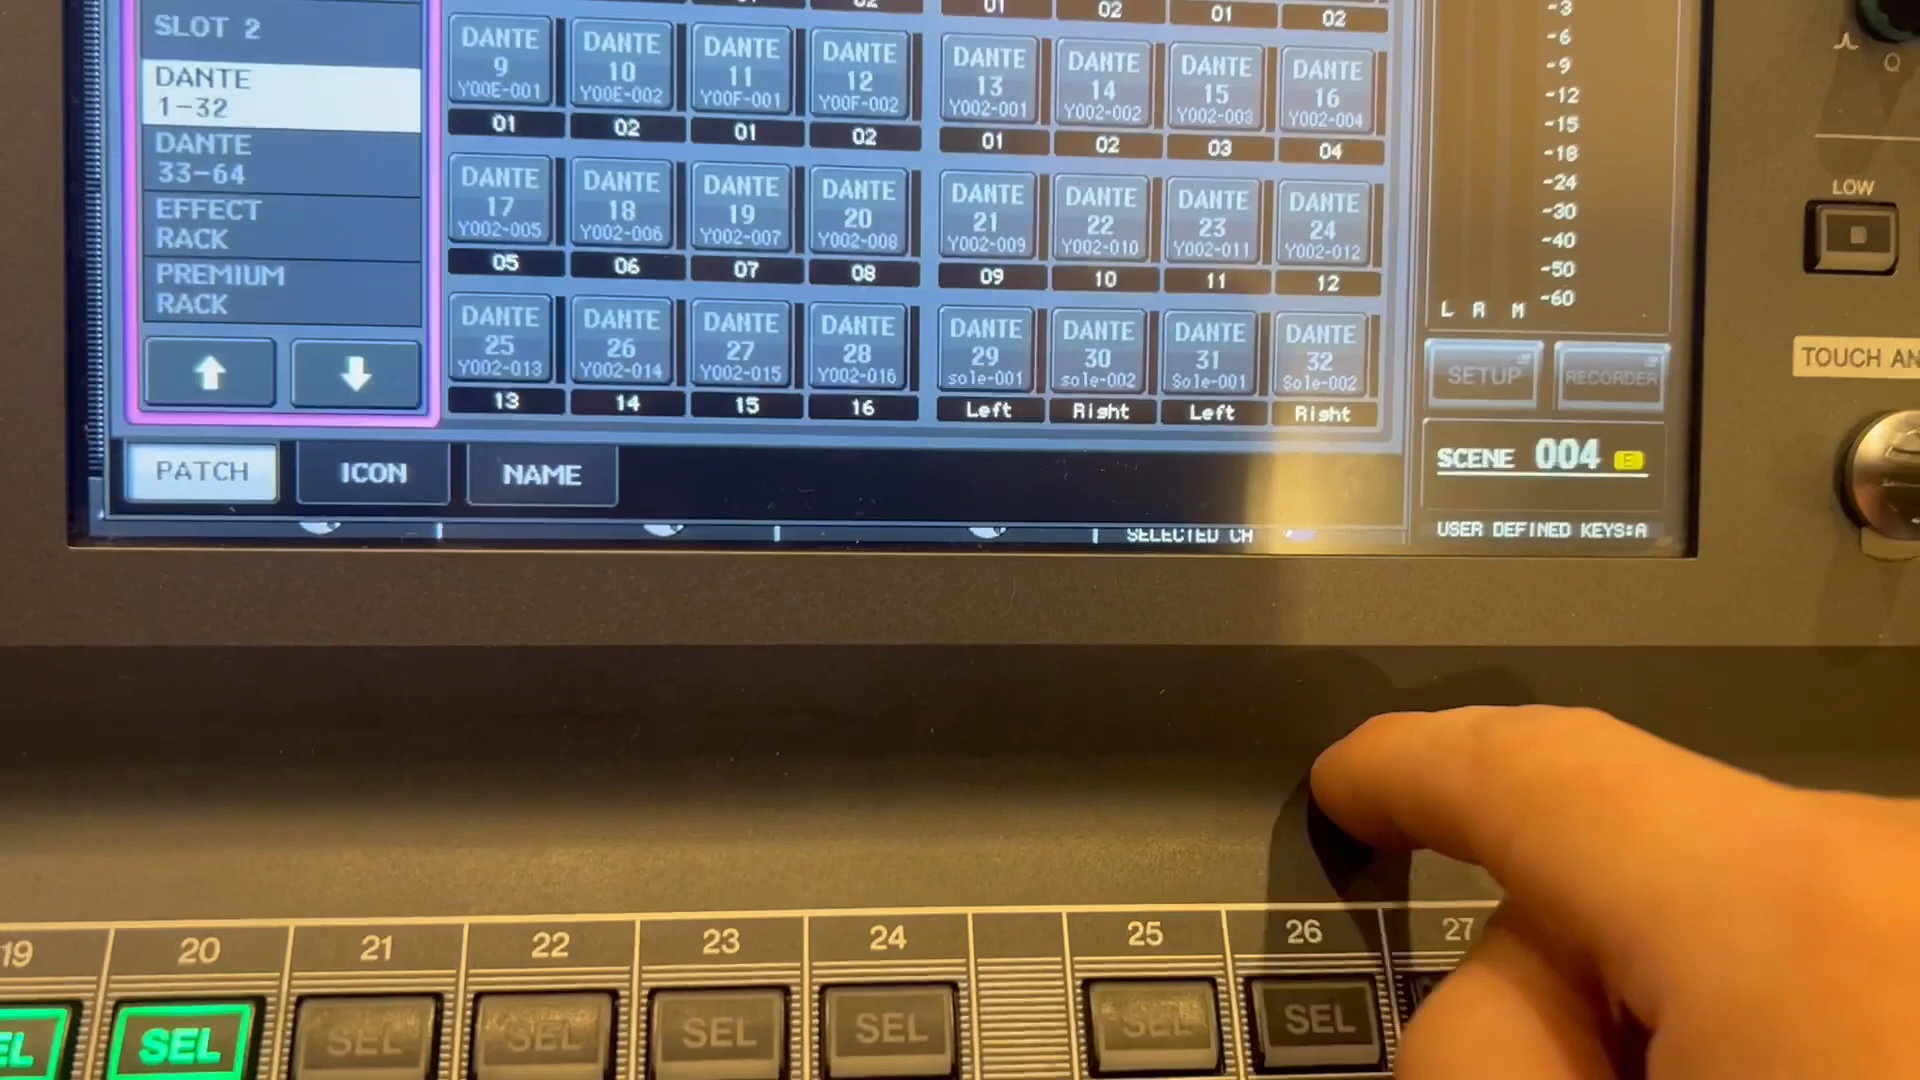 01 02 01 02
SLOT 2
DANTE
1-32
DANTE
33-64
EFFECT
RACK
PREMIUM
RACK
DANTE
9
Y00E-001
01
DANTE
10
Y00E-002
02
DANTE
11
Y00F-001
01
DANTE
12
Y00F-002
02
DANTE
13
Y002-001
01
DANTE
14
Y002-002
02
DANTE
15
Y002-003
03
DANTE
16
Y002-004
04
DANTE
17
Y002-005
05
DANTE
18
Y002-006
06
DANTE
19
Y002-007
07
DANTE
20
Y002-008
08
DANTE
21
Y002-009
09
DANTE
22
Y002-010
10
DANTE
23
Y002-011
11
DANTE
24
Y002-012
12
DANTE
25
Y002-013
13
DANTE
26
Y002-014
14
DANTE
27
Y002-015
15
DANTE
28
Y002-016
16
DANTE
29
sole-001
Left
DANTE
30
sole-002
Right
DANTE
31
Sole-001
Left
DANTE
32
Sole-002
Right
PATCH
ICON
NAME
SELECTED CH
-3
-6
-9
-12
-15
-18
-24
-30
-40
-50
-60
L R M
SETUP
RECORDER
SCENE 004 E
USER DEFINED KEYS:A
Q
LOW
TOUCH AN
19 20 21 22 23 24 25 26 27
EL SEL SEL SEL SEL SEL SEL SEL